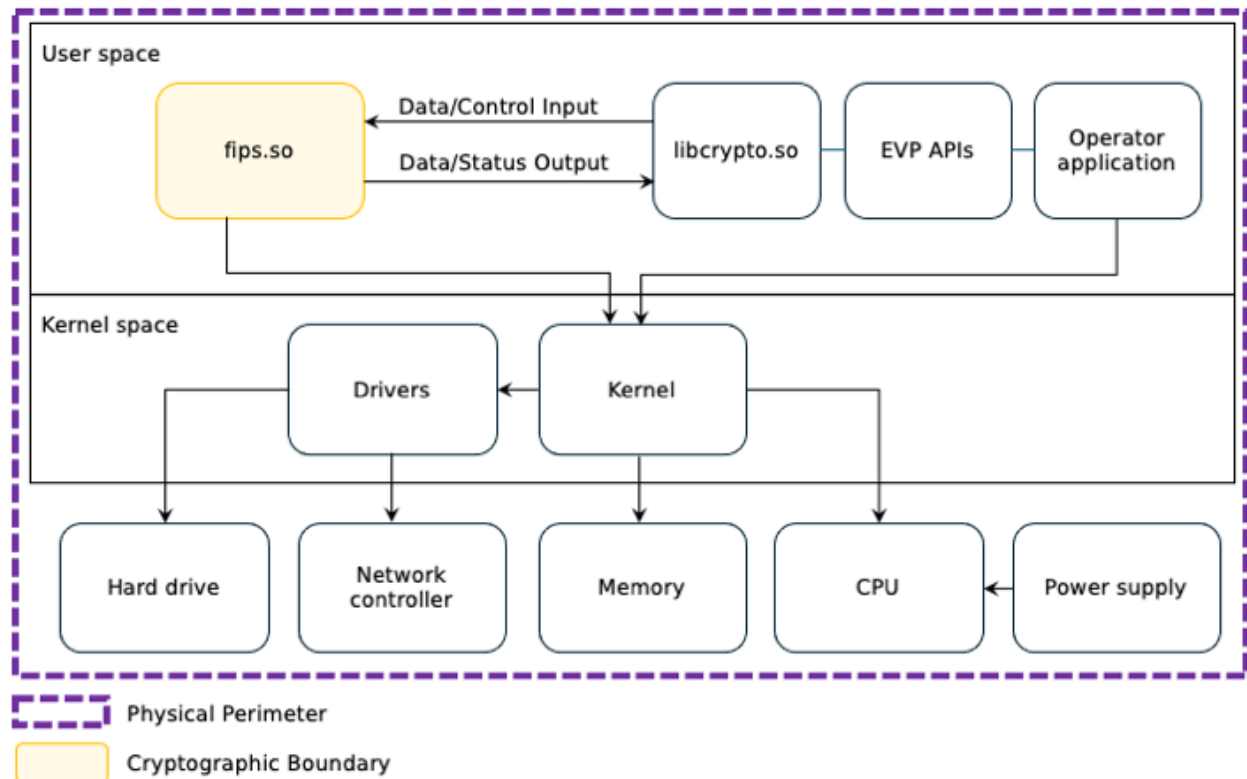 User space
Data/Control Input
fips.so
libcrypto.so
EVP APIs
Operator
application
Data/Status Output
Kernel space
Drivers
Kernel
Hard drive
Network
controller
Memory
CPU
Power supply
Physical Perimeter
Cryptographic Boundary